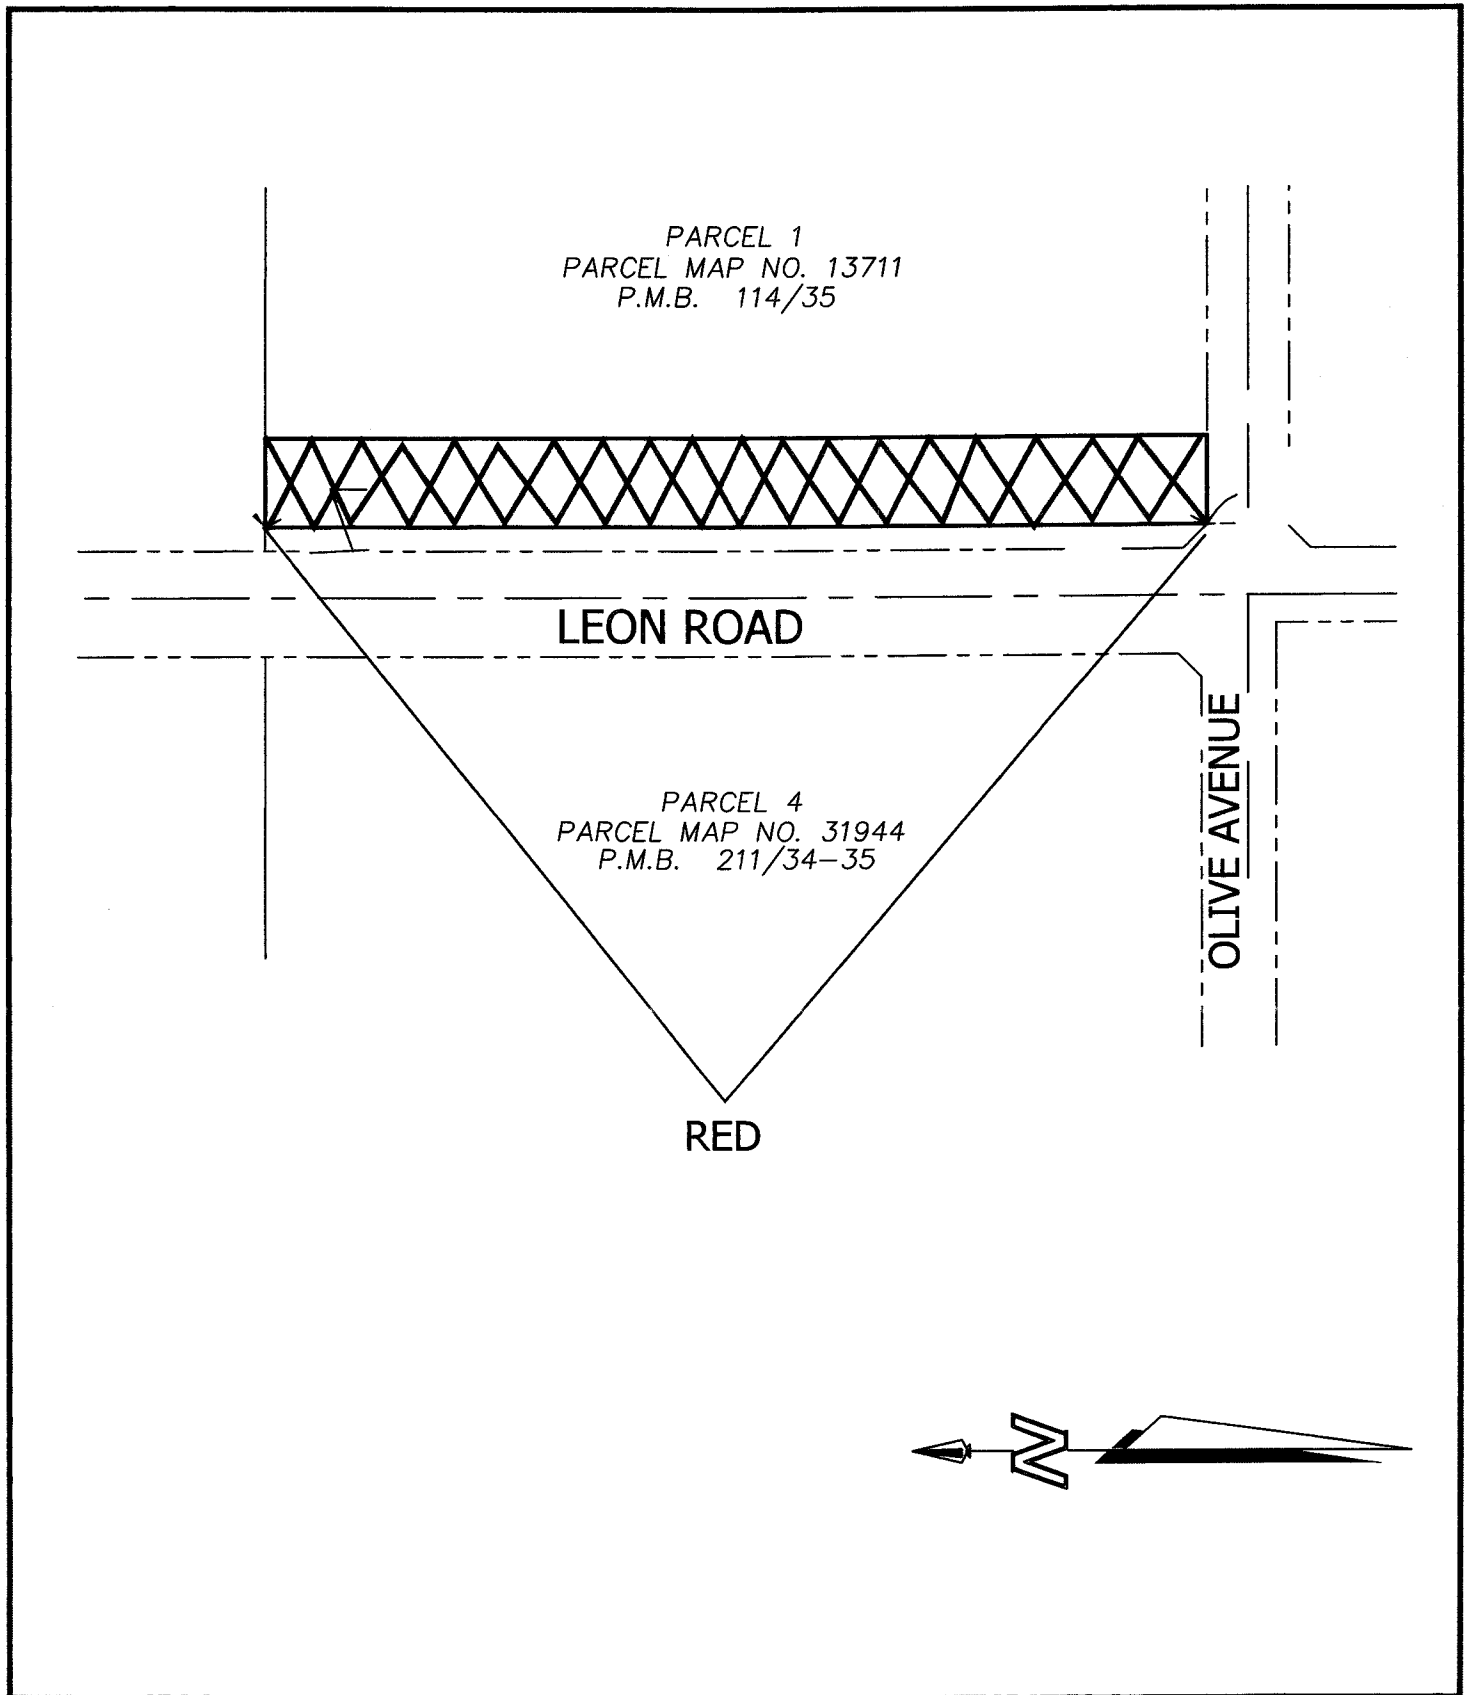 PARCEL 1
PARCEL MAP NO. 13711
P.M.B. 114/35
LEON ROAD
PARCEL 4
PARCEL MAP NO. 31944
P.M.B. 211/34-35
OLIVE AVENUE
RED
N